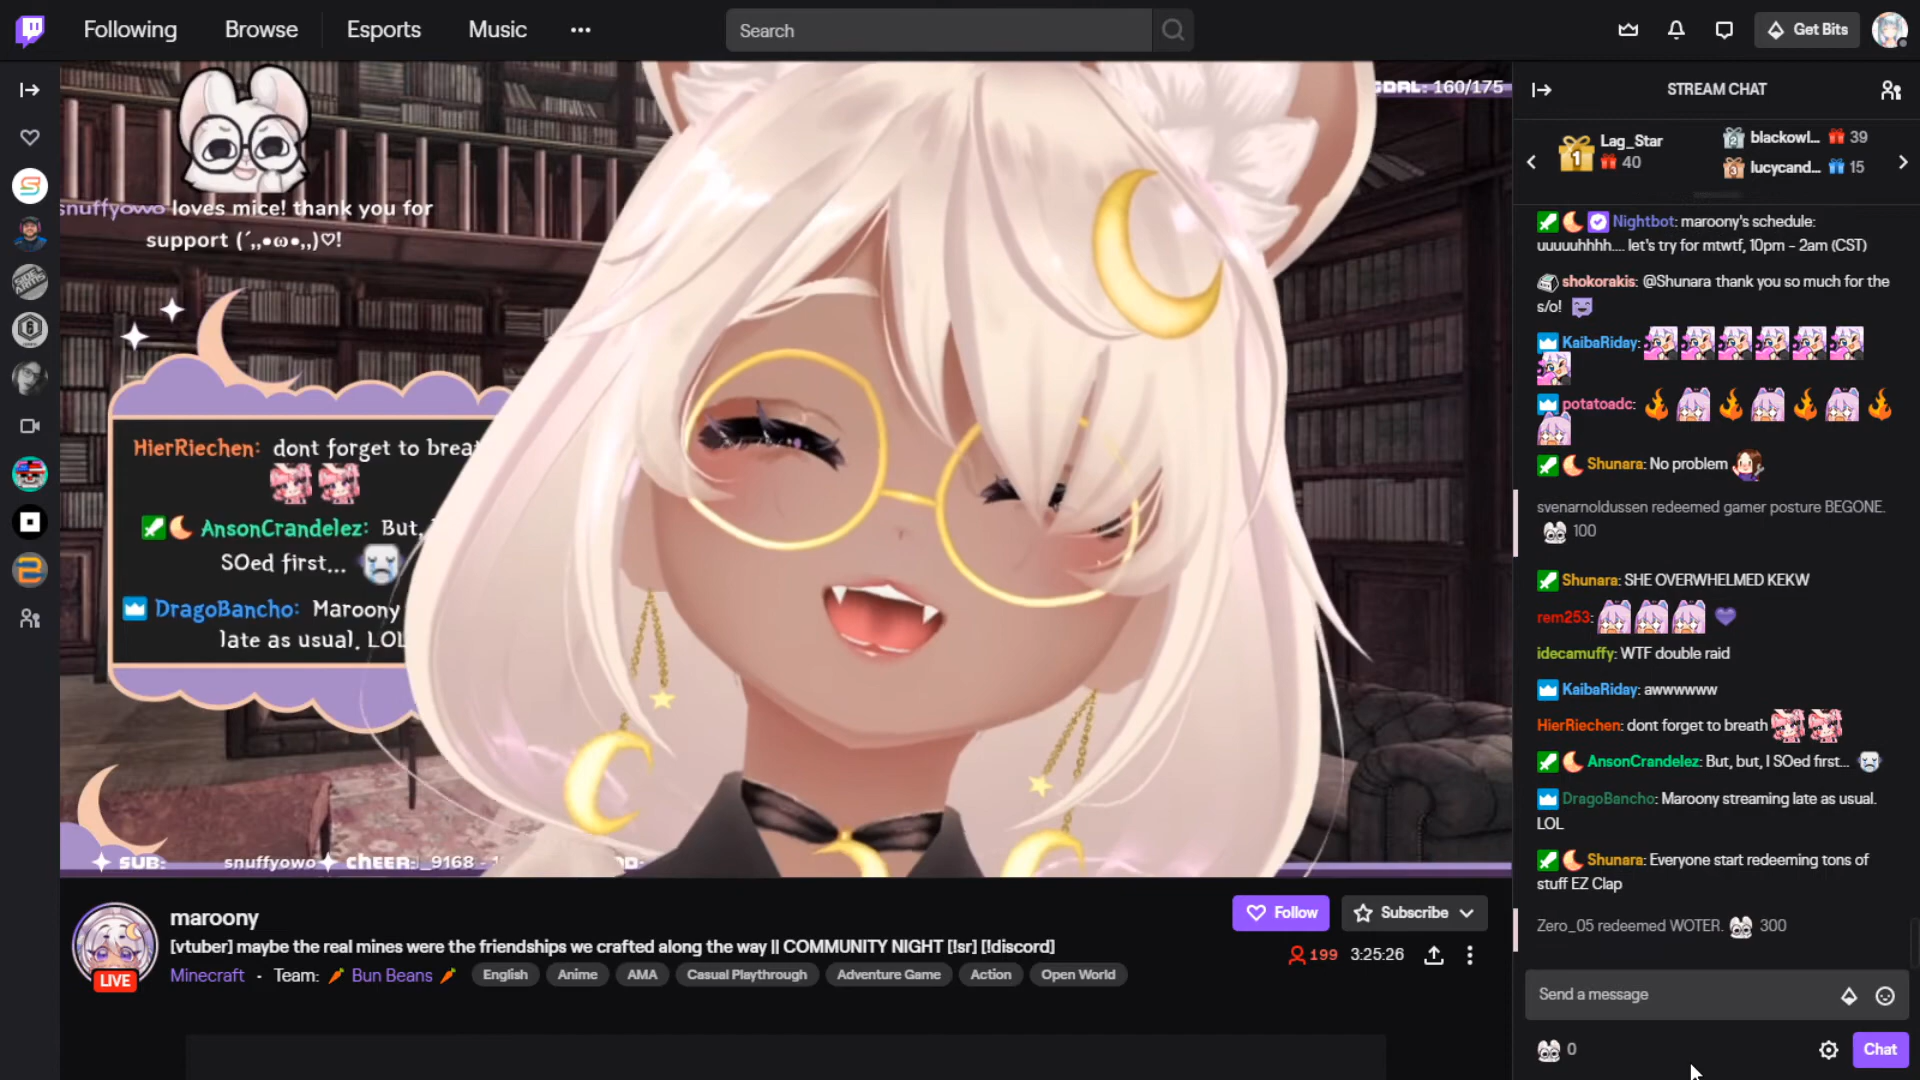 Following
Browse
Esports
Music
Search
Get Bits
GOAL: 160/175
snuffyowo loves mice! thank you for
support (´,,•ω•,,)♡!
HierRiechen: dont forget to brea
AnsonCrandelez: But,
SOed first...
DragoBancho: Maroony
late as usual. LOL
SUB: snuffyowo CHEER: _9168 -
maroony
LIVE
[vtuber] maybe the real mines were the friendships we crafted along the way || COMMUNITY NIGHT [!sr] [!discord]
Minecraft - Team: Bun Beans English Anime AMA Casual Playthrough Adventure Game Action Open World
Follow
Subscribe
199 3:25:26
STREAM CHAT
1 Lag_Star
40
2 blackowl... 39
3 lucycand... 15
Nightbot: maroony's schedule:
uuuuuhhhh.... let's try for mtwtf, 10pm - 2am (CST)
shokorakis: @Shunara thank you so much for the
s/o!
KaibaRiday:
potatoadc:
Shunara: No problem
svenarnoldussen redeemed gamer posture BEGONE.
100
Shunara: SHE OVERWHELMED KEKW
rem253:
idecamuffy: WTF double raid
KaibaRiday: awwwwww
HierRiechen: dont forget to breath
AnsonCrandelez: But, but, I SOed first...
DragoBancho: Maroony streaming late as usual.
LOL
Shunara: Everyone start redeeming tons of
stuff EZ Clap
Zero_05 redeemed WOTER. 300
Send a message
0
Chat